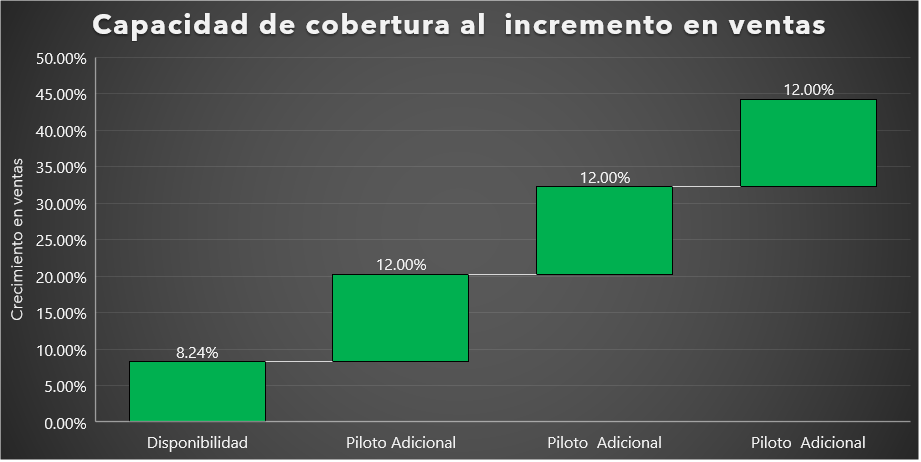 Capacidad de cobertura al  incremento en ventas
Crecimiento en ventas
50.00%
45.00%
40.00%
35.00%
30.00%
25.00%
20.00%
15.00%
10.00%
5.00%
0.00%
8.24%
12.00%
12.00%
12.00%
Disponibilidad
Piloto Adicional
Piloto  Adicional
Piloto  Adicional